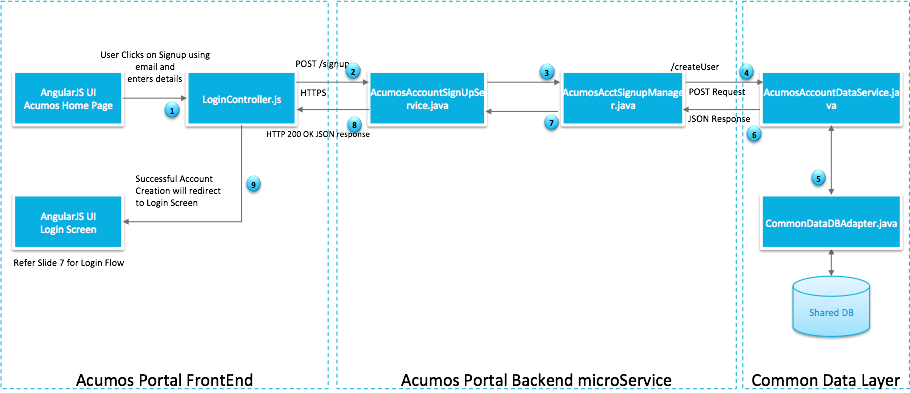 User Clicks on Signup using
email and
enters details
AngularJS UI
Acumos Home Page
1
LoginController.js
POST /signup
2
HTTPS
8
HTTP 200 OK JSON response
AcumosAccountSignUpSe
rvice.java
3
7
AcumosAcctSignupManage
r.java
/createUser
4
POST Request
JSON Response
6
AcumosAccountDataService.ja
va
5
CommonDataDBAdapter.java
Shared DB
Successful Account
Creation will redirect
to Login Screen
9
AngularJS UI
Login Screen
Refer Slide 7 for Login Flow
Acumos Portal FrontEnd
Acumos Portal Backend microService
Common Data Layer